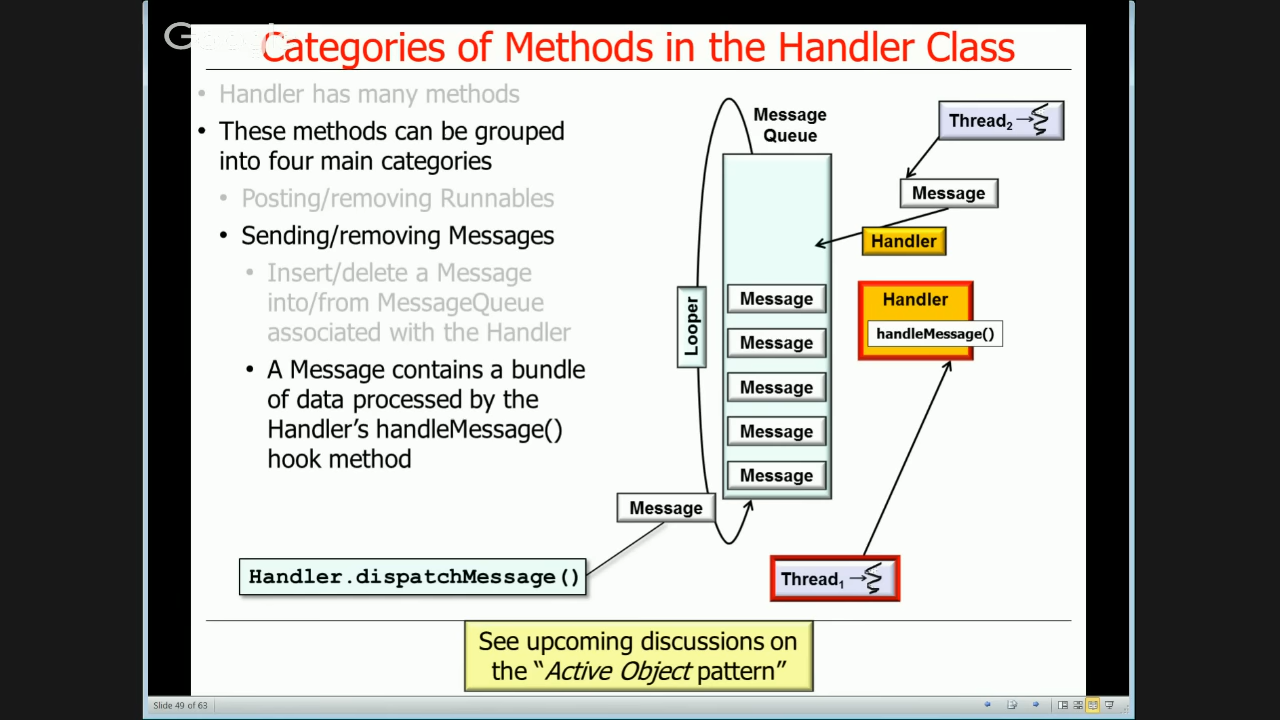 Google
Categories of Methods in the Handler Class
• Handler has many methods
• These methods can be grouped
into four main categories
• Posting/removing Runnables
• Sending/removing Messages
• Insert/delete a Message
into/from MessageQueue
associated with the Handler
• A Message contains a bundle
of data processed by the
Handler's handleMessage()
hook method
Message
Queue
Thread2
Message
Handler
Handler
handleMessage()
Looper
Message
Message
Message
Message
Message
Message
Handler.dispatchMessage()
Thread1
See upcoming discussions on
the “Active Object pattern”
Slide 49 of 63